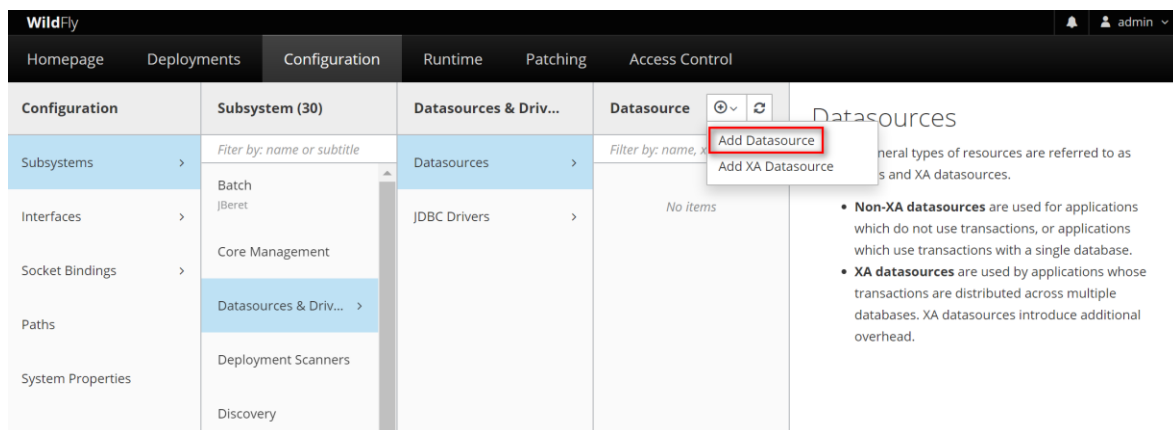 WildFly
admin
Homepage
Deployments
Configuration
Runtime
Patching
Access Control
Configuration
Subsystems
Interfaces
Socket Bindings
Paths
System Properties
Subsystem (30)
Fiter by: name or subtitle
Batch
JBeret
Core Management
Datasources & Driv...
Deployment Scanners
Discovery
Datasources & Driv...
Datasources
JDBC Drivers
Datasource
Filter by: name, x
Add Datasource
Add XA Datasource
No items
Datasources
neral types of resources are referred to as
s and XA datasources.
• Non-XA datasources are used for applications
which do not use transactions, or applications
which use transactions with a single database.
• XA datasources are used by applications whose
transactions are distributed across multiple
databases. XA datasources introduce additional
overhead.